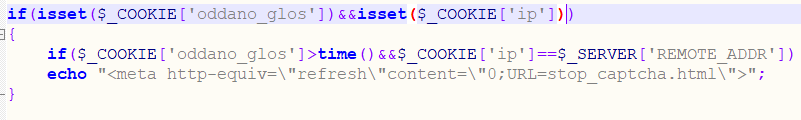 if(isset($_COOKIE['oddano_glos'])&&isset($_COOKIE['ip']))
{
if($_COOKIE['oddano_glos']>time()&&$_COOKIE['ip']==$_SERVER['REMOTE_ADDR'])
echo "<meta http-equiv=\"refresh\"content=\"0;URL=stop_captcha.html\">";
}